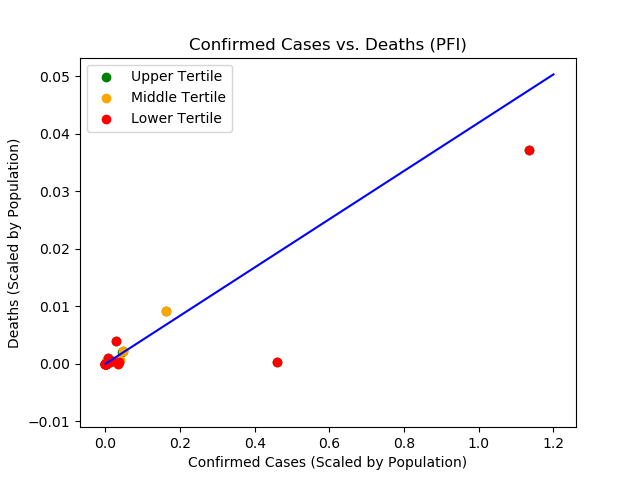 Confirmed Cases vs. Deaths (PFI)
Upper Tertile
Middle Tertile
Lower Tertile
Deaths (Scaled by Population)
0.05
0.04
0.03
0.02
0.01
0.00
−0.01
0.0 0.2 0.4 0.6 0.8 1.0 1.2
Confirmed Cases (Scaled by Population)